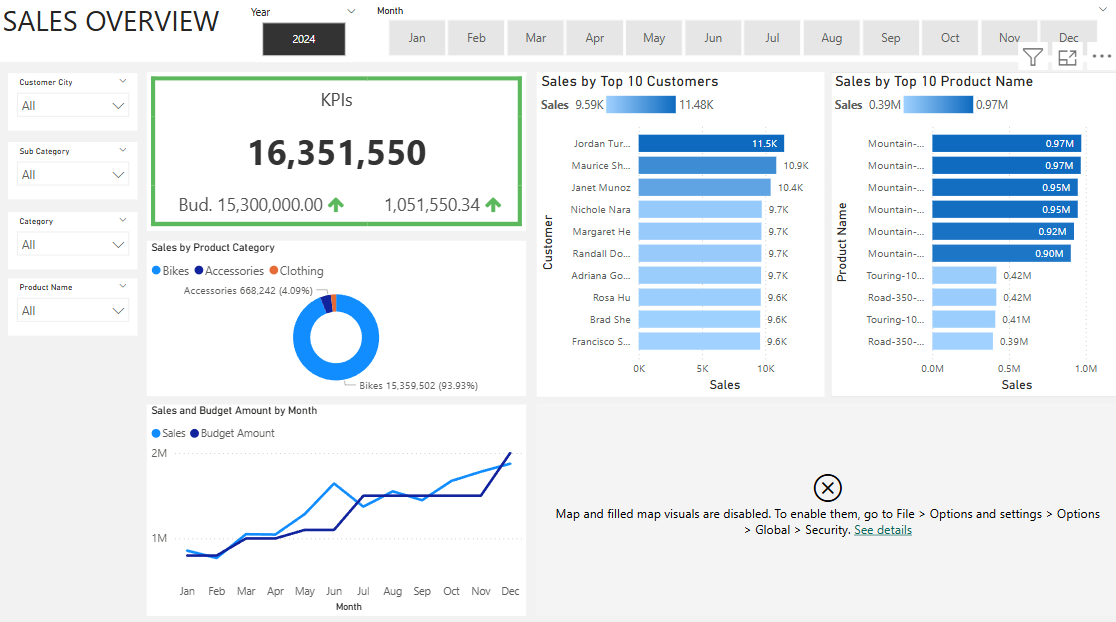 SALES OVERVIEW
Year
2024
Month
Jan Feb Mar Apr May Jun Jul Aug Sep Oct Nov Dec
Customer City
All
Sub Category
All
Category
All
Product Name
All
KPIs
16,351,550
Bud. 15,300,000.00 1,051,550.34
Sales by Product Category
Bikes Accessories Clothing
Accessories 668,242 (4.09%)
Bikes 15,359,502 (93.93%)
Sales and Budget Amount by Month
Sales Budget Amount
2M
1M
Jan Feb Mar Apr May Jun Jul Aug Sep Oct Nov Dec
Month
Sales by Top 10 Customers
Sales 9.59K 11.48K
Customer
Jordan Tur... 11.5K
Maurice Sh... 10.9K
Janet Munoz 10.4K
Nichole Nara 9.7K
Margaret He 9.7K
Randall Do... 9.7K
Adriana Go... 9.7K
Rosa Hu 9.6K
Brad She 9.6K
Francisco S... 9.6K
0K 5K 10K
Sales
Sales by Top 10 Product Name
Sales 0.39M 0.97M
Product Name
Mountain-... 0.97M
Mountain-... 0.97M
Mountain-... 0.95M
Mountain-... 0.95M
Mountain-... 0.92M
Mountain-... 0.90M
Touring-10... 0.42M
Road-350-... 0.42M
Touring-10... 0.41M
Road-350-... 0.39M
0.0M 0.5M 1.0M
Sales
Map and filled map visuals are disabled. To enable them, go to File > Options and settings > Options
> Global > Security. See details